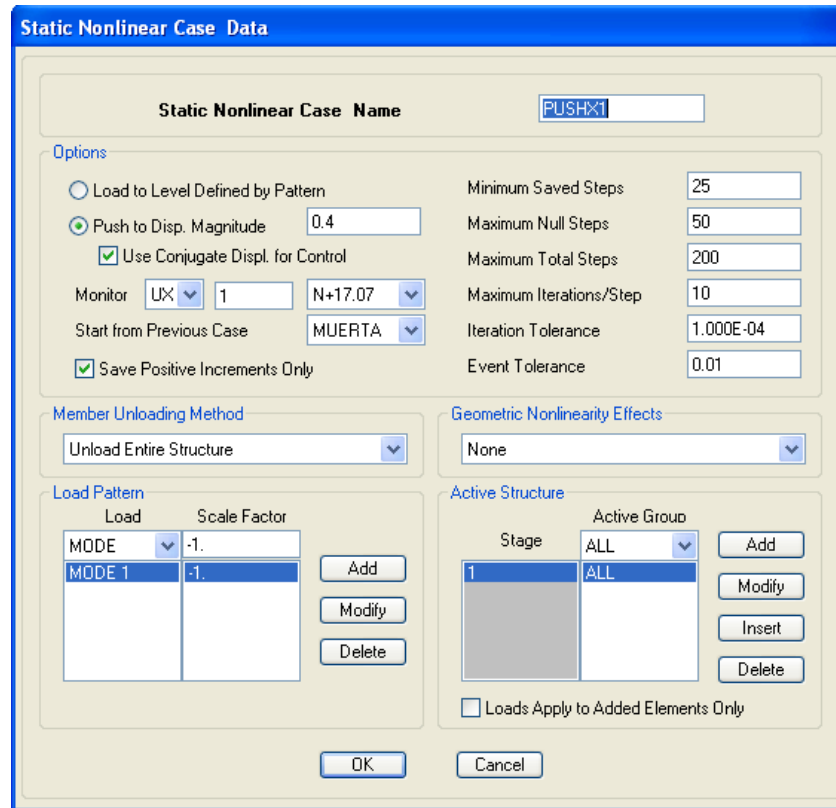 Static Nonlinear Case Data
Static Nonlinear Case Name PUSHX1
Options
Load to Level Defined by Pattern
Push to Disp. Magnitude 0.4
Use Conjugate Displ. for Control
Monitor UX 1 N+17.07
Start from Previous Case MUERTA
Save Positive Increments Only
Minimum Saved Steps 25
Maximum Null Steps 50
Maximum Total Steps 200
Maximum Iterations/Step 10
Iteration Tolerance 1.000E-04
Event Tolerance 0.01
Member Unloading Method
Unload Entire Structure
Geometric Nonlinearity Effects
None
Load Pattern
Load Scale Factor
MODE -1.
MODE 1 -1.
Add
Modify
Delete
Active Structure
Active Group
Stage ALL
1 ALL
Add
Modify
Insert
Delete
Loads Apply to Added Elements Only
OK Cancel